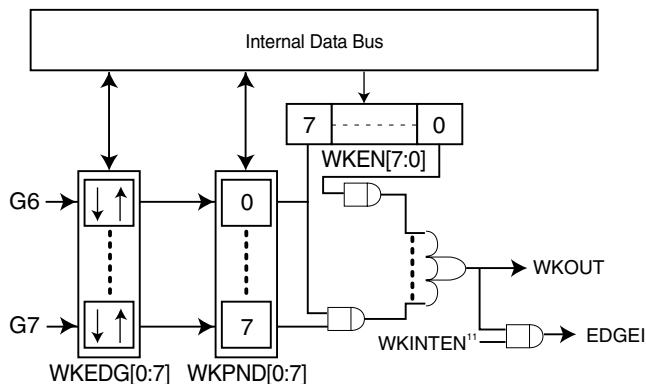 Internal Data Bus
7 0
WKEN[7:0]
G6 0
WKOUT
G7 7
WKINTEN¹¹ EDGEI
WKEDG[0:7] WKPND[0:7]